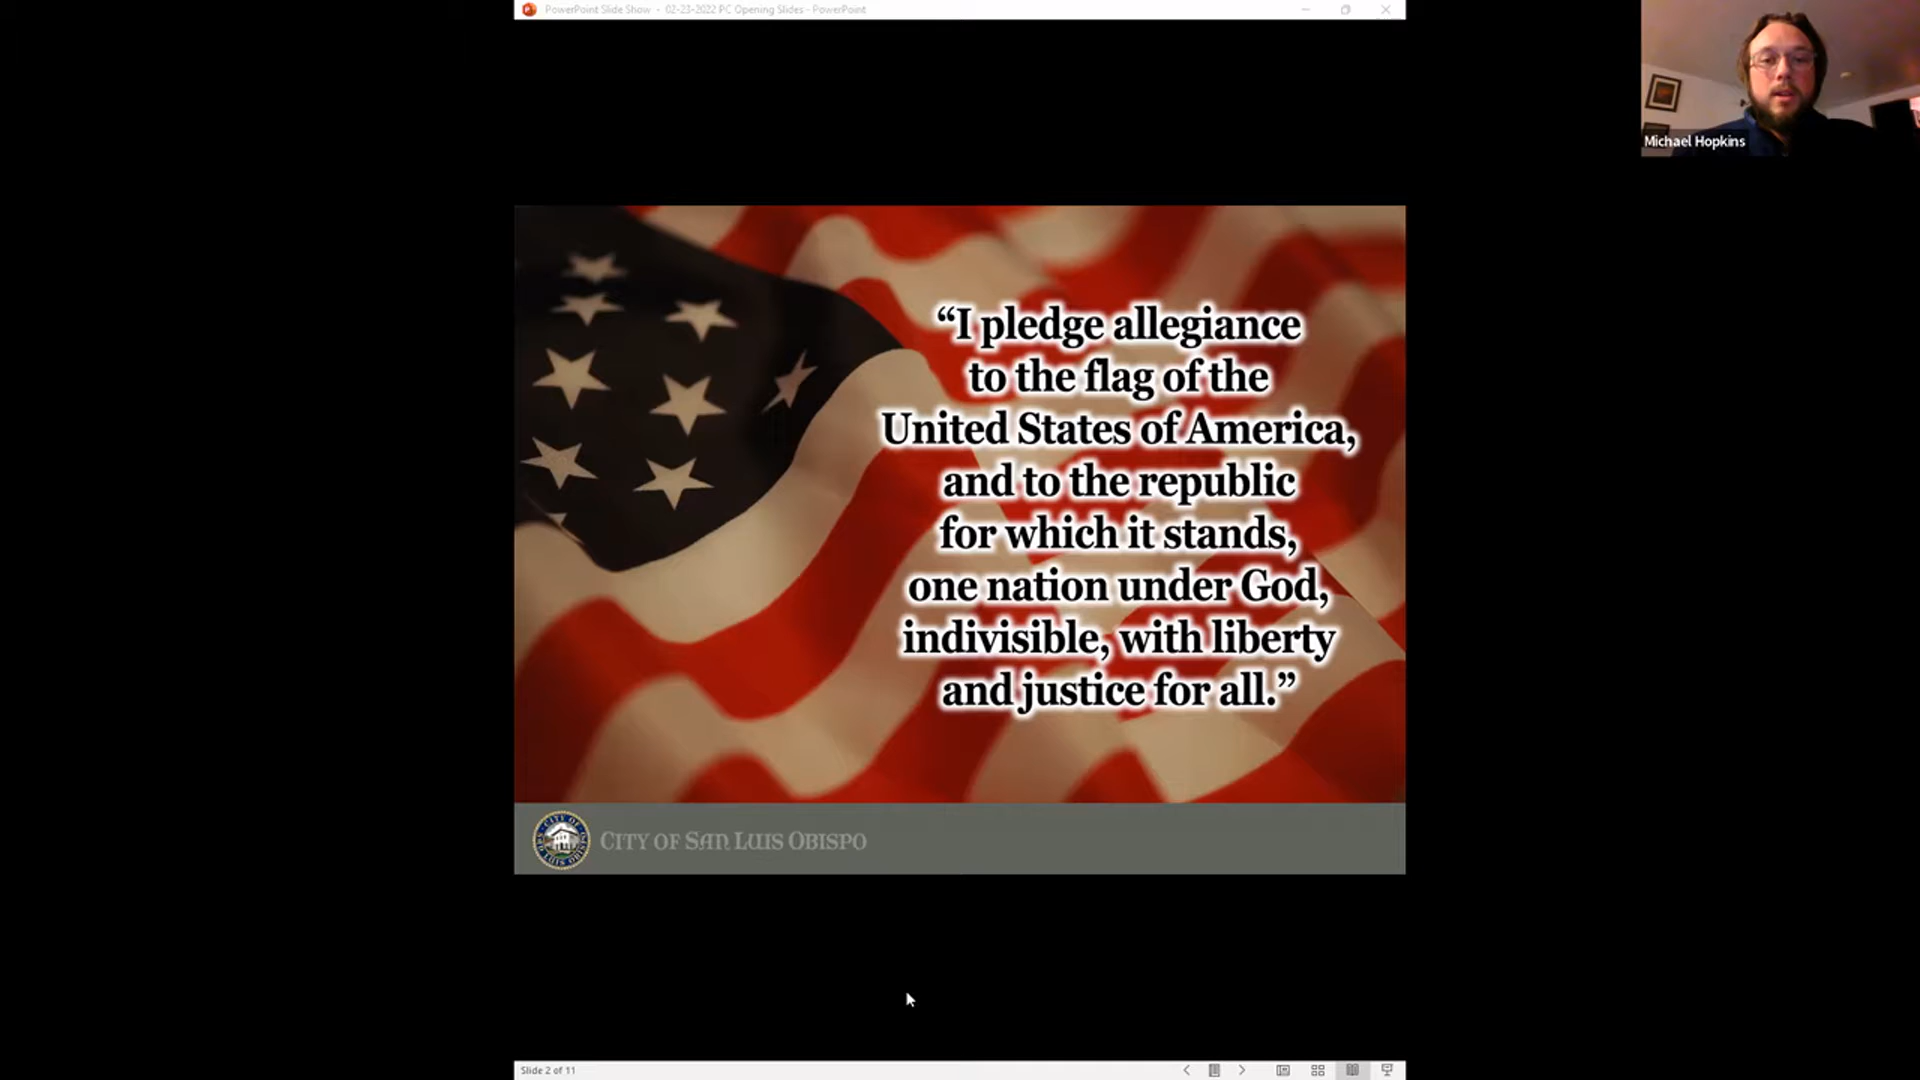 PowerPoint Slide Show - 02-23-2022 PC Opening Slides - PowerPoint
Michael Hopkins
“I pledge allegiance
to the flag of the
United States of America,
and to the republic
for which it stands,
one nation under God,
indivisible, with liberty
and justice for all.”
CITY OF SAN LUIS OBISPO
Slide 2 of 11